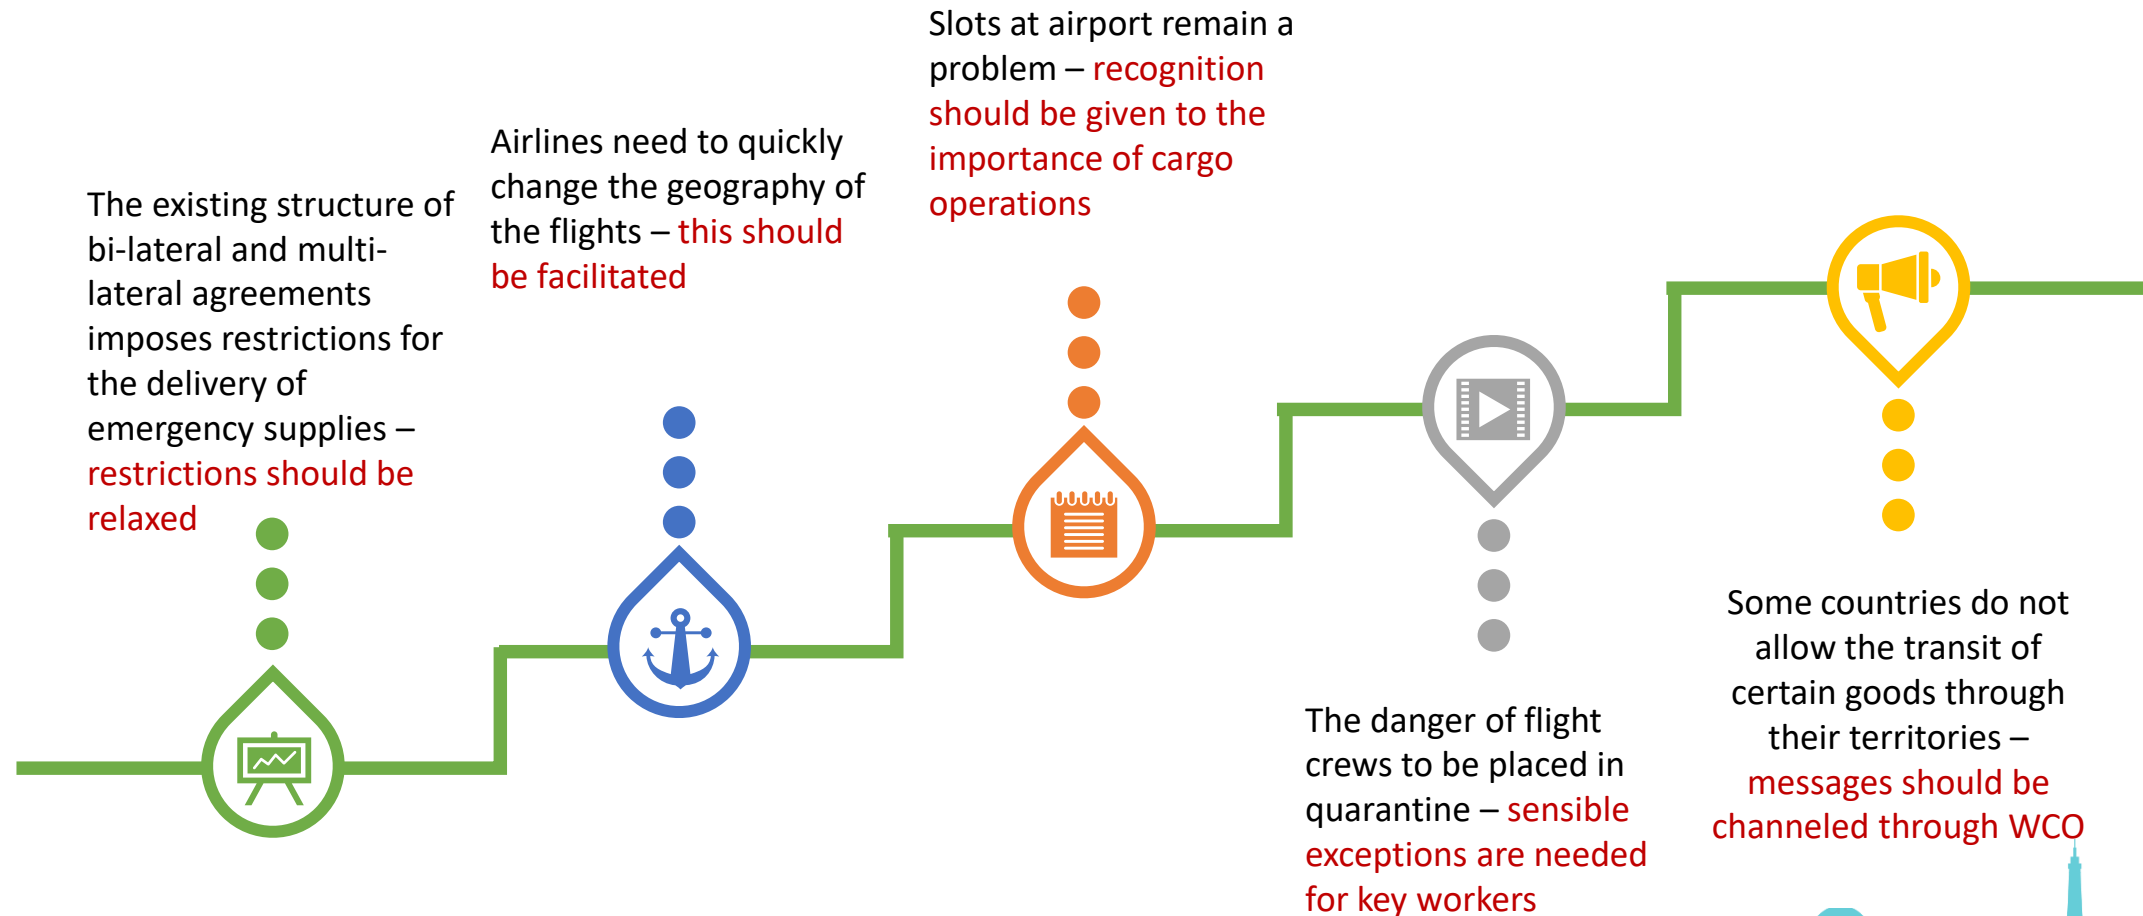 The existing structure of
bi-lateral and multi-
lateral agreements
imposes restrictions for
the delivery of
emergency supplies –
restrictions should be
relaxed
Airlines need to quickly
change the geography of
the flights – this should
be facilitated
Slots at airport remain a
problem – recognition
should be given to the
importance of cargo
operations
The danger of flight
crews to be placed in
quarantine – sensible
exceptions are needed
for key workers
Some countries do not
allow the transit of
certain goods through
their territories –
messages should be
channeled through WCO